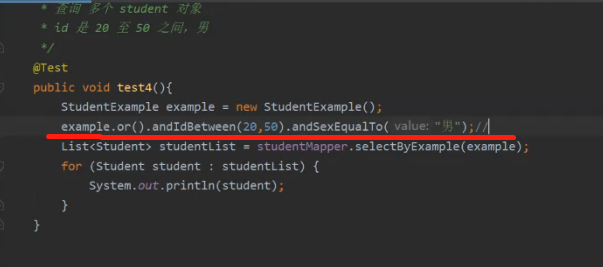 * 查询 多个 student 对象
* id 是 20 至 50 之间,男
*/
@Test
public void test4(){
StudentExample example = new StudentExample();
example.or().andIdBetween(20,50).andSexEqualTo( value: "男");//
List<Student> studentList = studentMapper.selectByExample(example);
for (Student student : studentList) {
System.out.println(student);
}
}